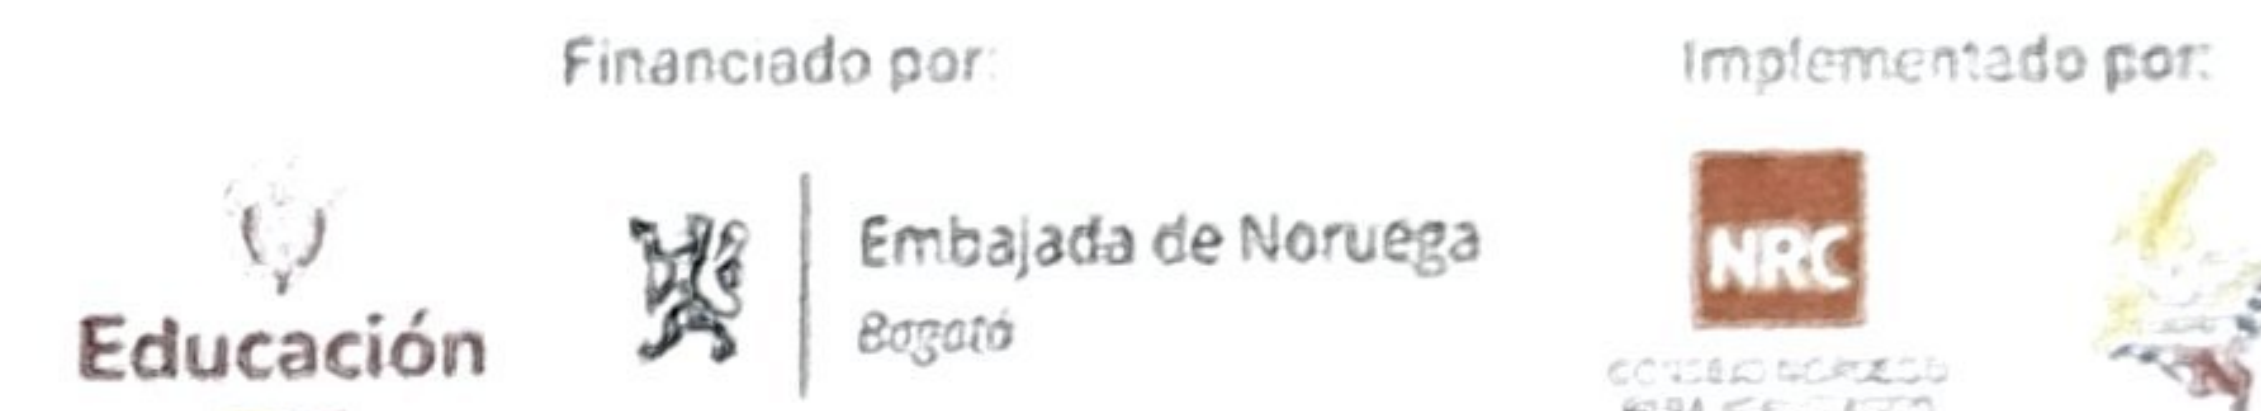 Financiado por:
Implementado por:
Educación
Embajada de Noruega
Bogotá
NRC